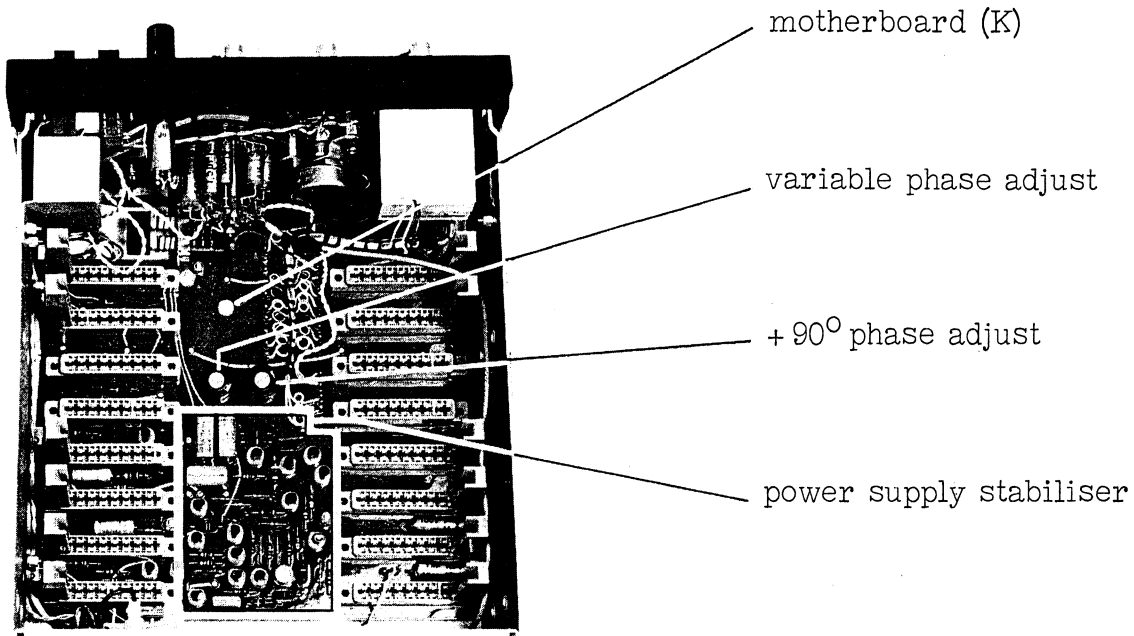 motherboard (K)
variable phase adjust
+ 90° phase adjust
power supply stabiliser